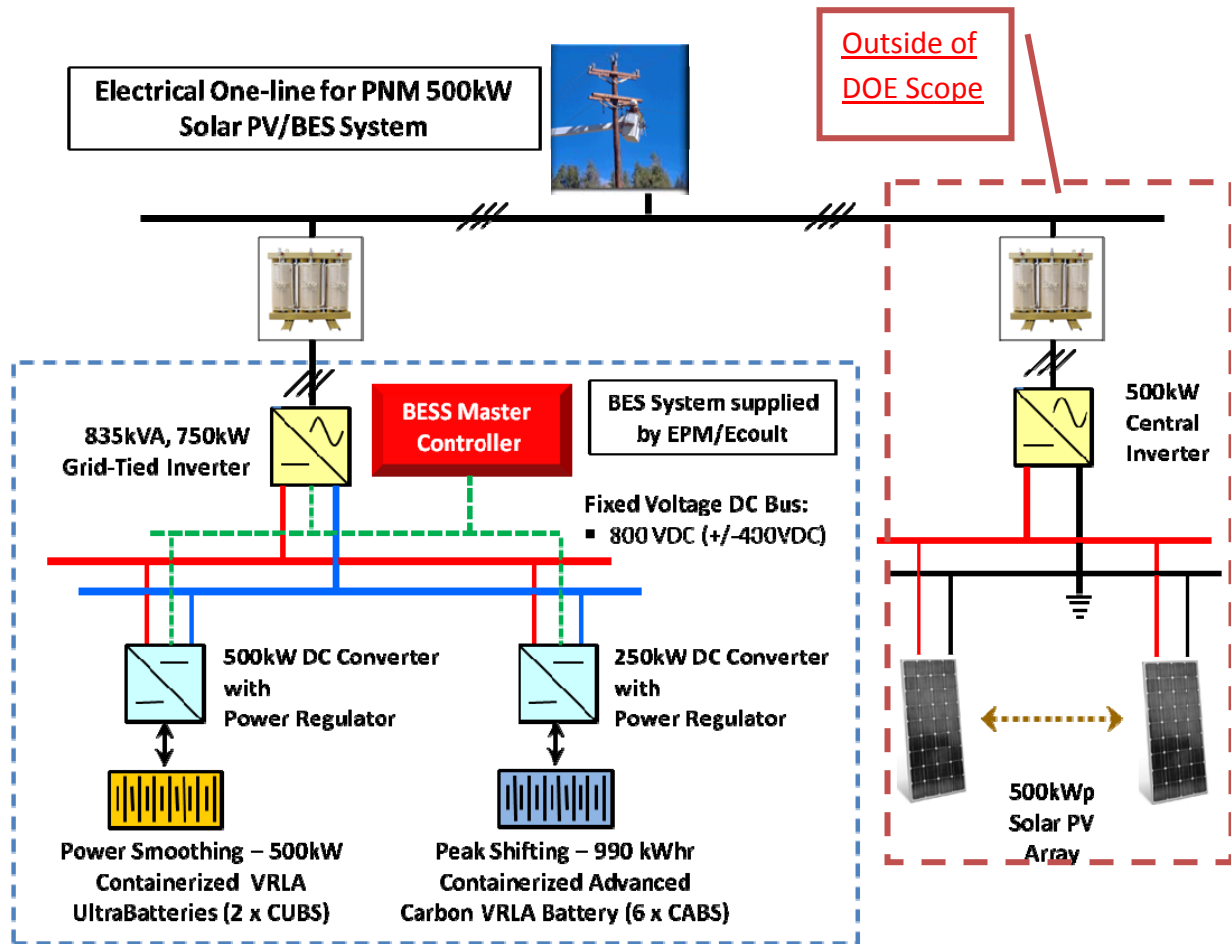 Outside of
DOE Scope
Electrical One-line for PNM 500kW
Solar PV/BES System
835kVA, 750kW
Grid-Tied Inverter
BESS Master
Controller
BES System supplied
by EPM/Ecoult
Fixed Voltage DC Bus:
▪ 800 VDC (+/-400VDC)
500kW
Central
Inverter
500kW DC Converter
with
Power Regulator
250kW DC Converter
with
Power Regulator
Power Smoothing – 500kW
Containerized VRLA
UltraBatteries (2 x CUBS)
Peak Shifting – 990 kWhr
Containerized Advanced
Carbon VRLA Battery (6 x CABS)
500kWp
Solar PV
Array